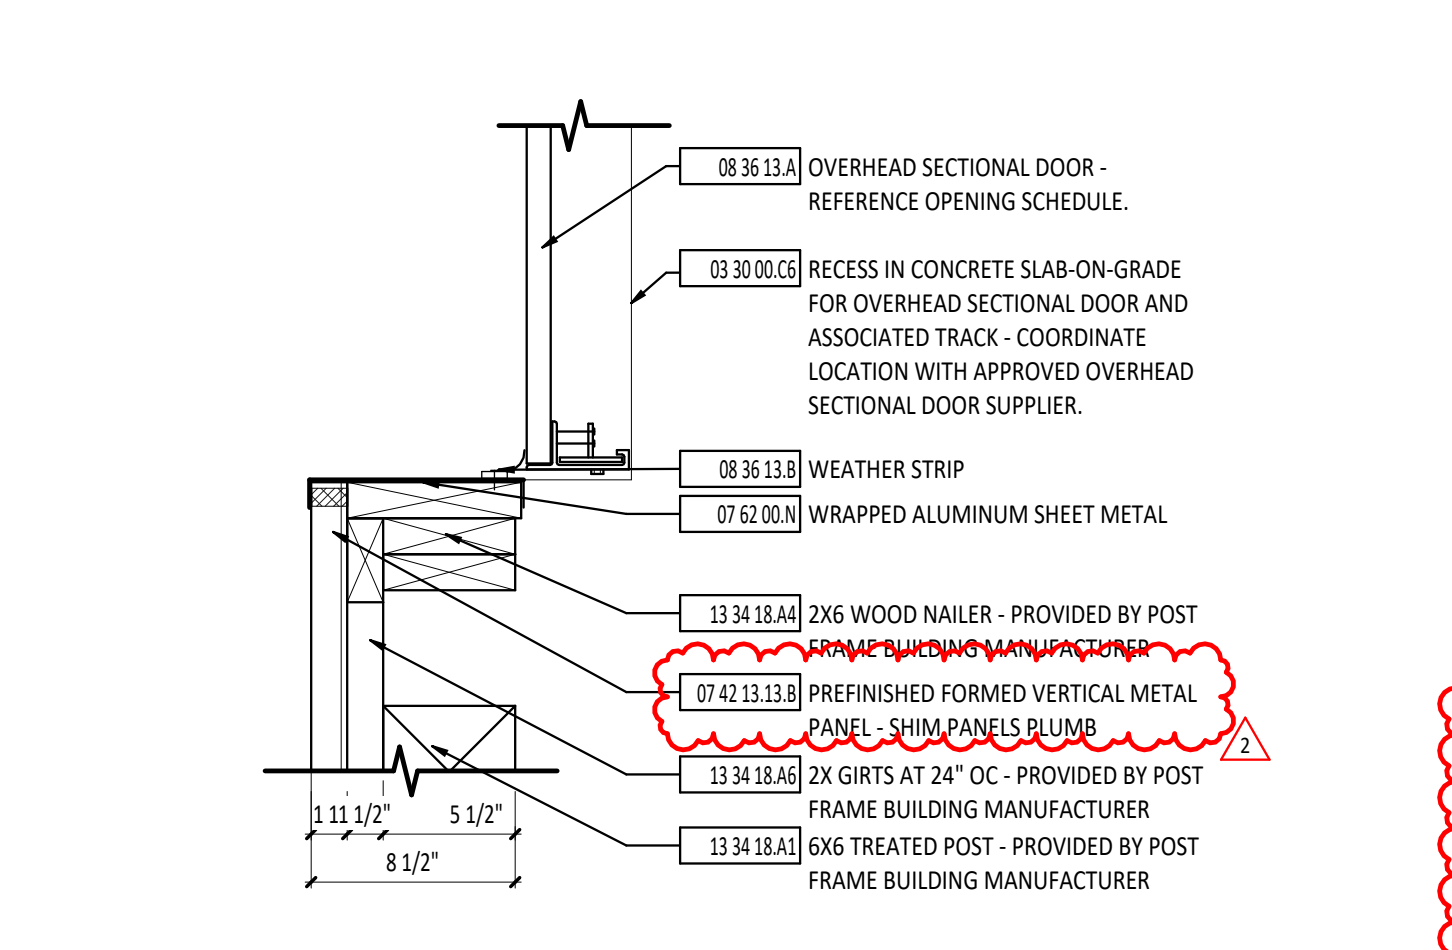 08 36 13.A OVERHEAD SECTIONAL DOOR -
REFERENCE OPENING SCHEDULE.
03 30 00.C6 RECESS IN CONCRETE SLAB-ON-GRADE
FOR OVERHEAD SECTIONAL DOOR AND
ASSOCIATED TRACK - COORDINATE
LOCATION WITH APPROVED OVERHEAD
SECTIONAL DOOR SUPPLIER.
08 36 13.B WEATHER STRIP
07 62 00.N WRAPPED ALUMINUM SHEET METAL
13 34 18.A4 2X6 WOOD NAILER - PROVIDED BY POST
FRAME BUILDING MANUFACTURER
07 42 13.13.B PREFINISHED FORMED VERTICAL METAL
PANEL - SHIM PANELS PLUMB
2
13 34 18.A6 2X GIRTS AT 24" OC - PROVIDED BY POST
FRAME BUILDING MANUFACTURER
13 34 18.A1 6X6 TREATED POST - PROVIDED BY POST
FRAME BUILDING MANUFACTURER
1 1/2" 5 1/2"
8 1/2"